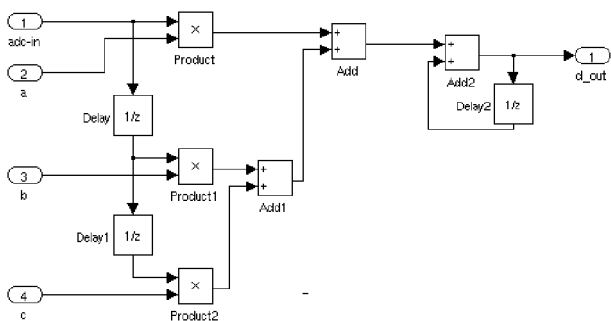 1
adc-in
×
Product
+
+
Add
+
+
Add2
1
cl_out
2
a
Delay
1/z
Delay2
1/z
3
b
×
Product1
+
+
Add1
Delay1
1/z
4
c
×
Product2